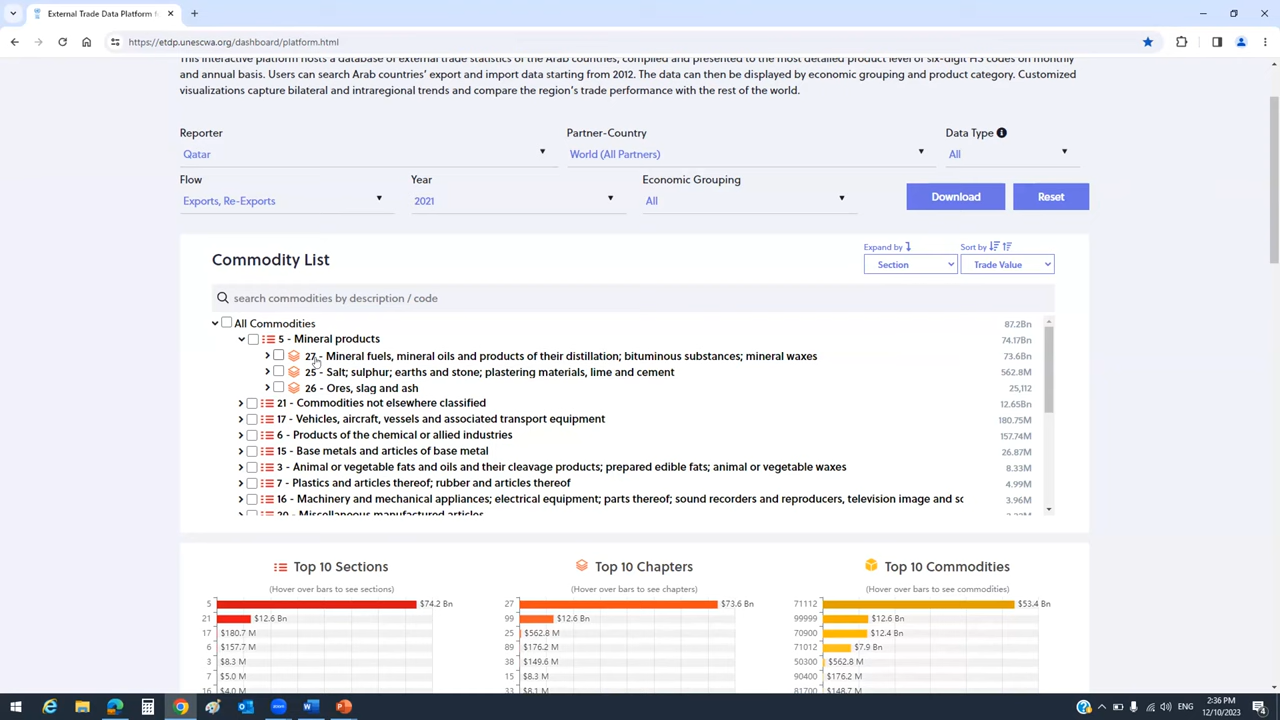 External Trade Data Platform f
https://etdp.unescwa.org/dashboard/platform.html
This interactive platform hosts a database of external trade statistics of the Arab countries, compiled and presented to the most detailed product level of six-digit HS codes on monthly
and annual basis. Users can search Arab countries' export and import data starting from 2012. The data can then be displayed by economic grouping and product category. Customized
visualizations capture bilateral and intraregional trends and compare the region's trade performance with the rest of the world.
Reporter
Partner-Country
Data Type
Qatar
World (All Partners)
All
Flow
Year
Economic Grouping
Exports, Re-Exports
2021
All
Download
Reset
Commodity List
Expand by
Sort by
Section
Trade Value
search commodities by description / code
All Commodities 87.2Bn
5 - Mineral products 74.17Bn
27 - Mineral fuels, mineral oils and products of their distillation; bituminous substances; mineral waxes 73.6Bn
25 - Salt; sulphur; earths and stone; plastering materials, lime and cement 562.8M
26 - Ores, slag and ash 25,112
21 - Commodities not elsewhere classified 12.65Bn
17 - Vehicles, aircraft, vessels and associated transport equipment 180.75M
6 - Products of the chemical or allied industries 157.74M
15 - Base metals and articles of base metal 26.87M
3 - Animal or vegetable fats and oils and their cleavage products; prepared edible fats; animal or vegetable waxes 8.33M
7 - Plastics and articles thereof; rubber and articles thereof 4.99M
16 - Machinery and mechanical appliances; electrical equipment; parts thereof; sound recorders and reproducers, television image and so 3.96M
20 - Miscellaneous manufactured articles
Top 10 Sections
(Hover over bars to see sections)
5 $74.2 Bn
21 $12.6 Bn
17 $180.7 M
6 $157.7 M
3 $8.3 M
7 $5.0 M
16 $4.0 M
Top 10 Chapters
(Hover over bars to see chapters)
27 $73.6 Bn
99 $12.6 Bn
25 $562.8 M
89 $176.2 M
38 $149.6 M
15 $8.3 M
33 $8.1 M
Top 10 Commodities
(Hover over bars to see commodities)
71112 $53.4 Bn
99999 $12.6 Bn
70900 $12.4 Bn
71012 $7.9 Bn
50300 $562.8 M
90400 $176.2 M
81700 $148.7 M
ENG
2:36 PM
12/10/2023
4